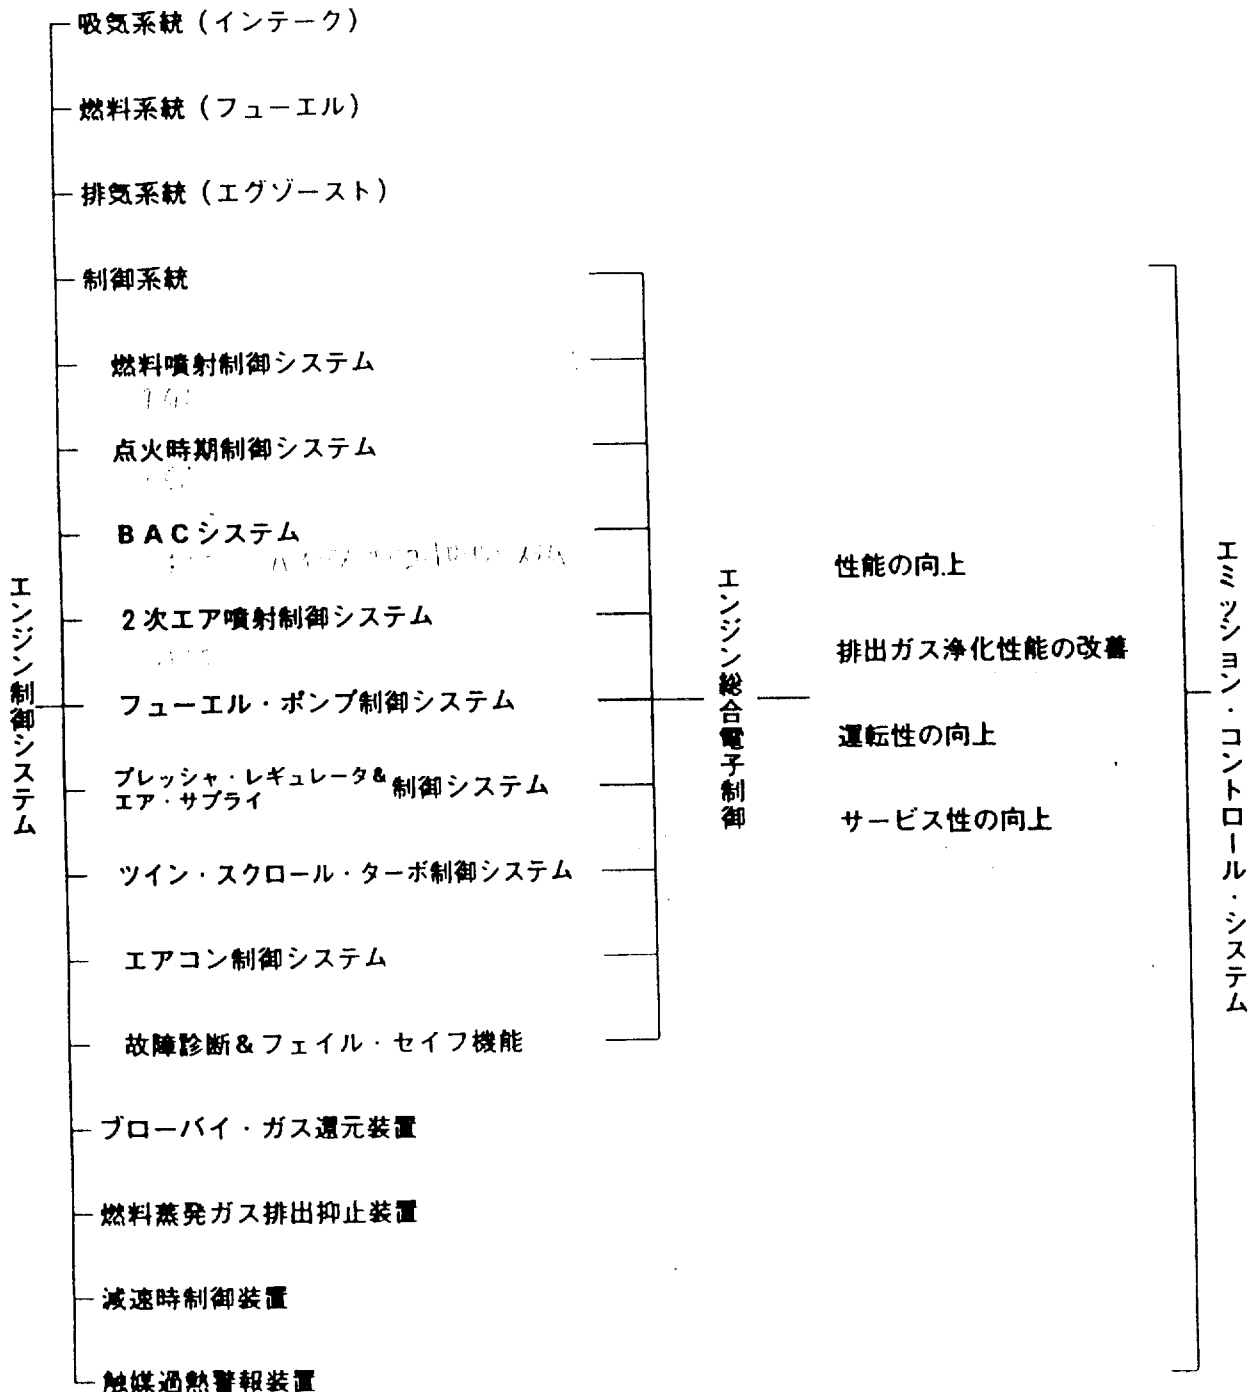 吸気系統(インテーク)
燃料系統(フューエル)
排気系統(エグゾースト)
制御系統
燃料噴射制御システム
点火時期制御システム
BACシステム
2次エア噴射制御システム
フューエル・ポンプ制御システム
プレッシャ・レギュレータ&
エア・サプライ 制御システム
ツイン・スクロール・ターボ制御システム
エアコン制御システム
故障診断&フェイル・セイフ機能
ブローバイ・ガス還元装置
燃料蒸発ガス排出抑止装置
減速時制御装置
触媒過熱警報装置
エンジン制御システム
エンジン総合電子制御
性能の向上
排出ガス浄化性能の改善
運転性の向上
サービス性の向上
エミッション・コントロール・システム